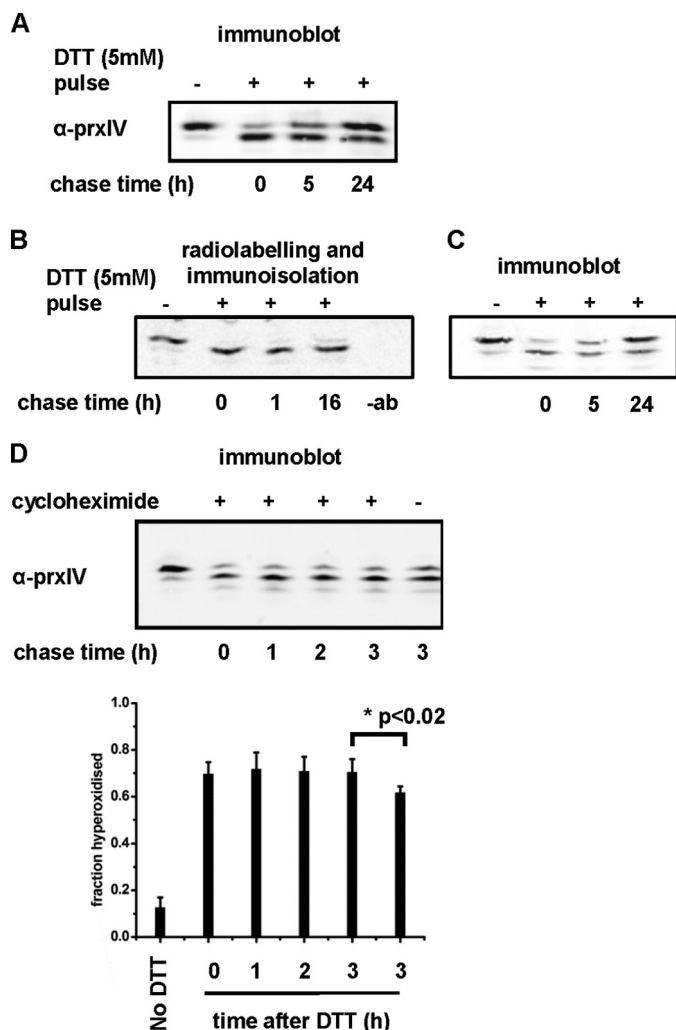 A
immunoblot
DTT (5mM)
pulse - + + +
α-prxIV
chase time (h) 0 5 24
B
radiolabelling and
immunoisolation
DTT (5mM)
pulse - + + +
chase time (h) 0 1 16 -ab
C
immunoblot
- + + +
0 5 24
D
immunoblot
cycloheximide + + + + -
α-prxIV
chase time (h) 0 1 2 3 3
* p<0.02
fraction hyperoxidised
1.0
0.8
0.6
0.4
0.2
0.0
No DTT 0 1 2 3 3
time after DTT (h)